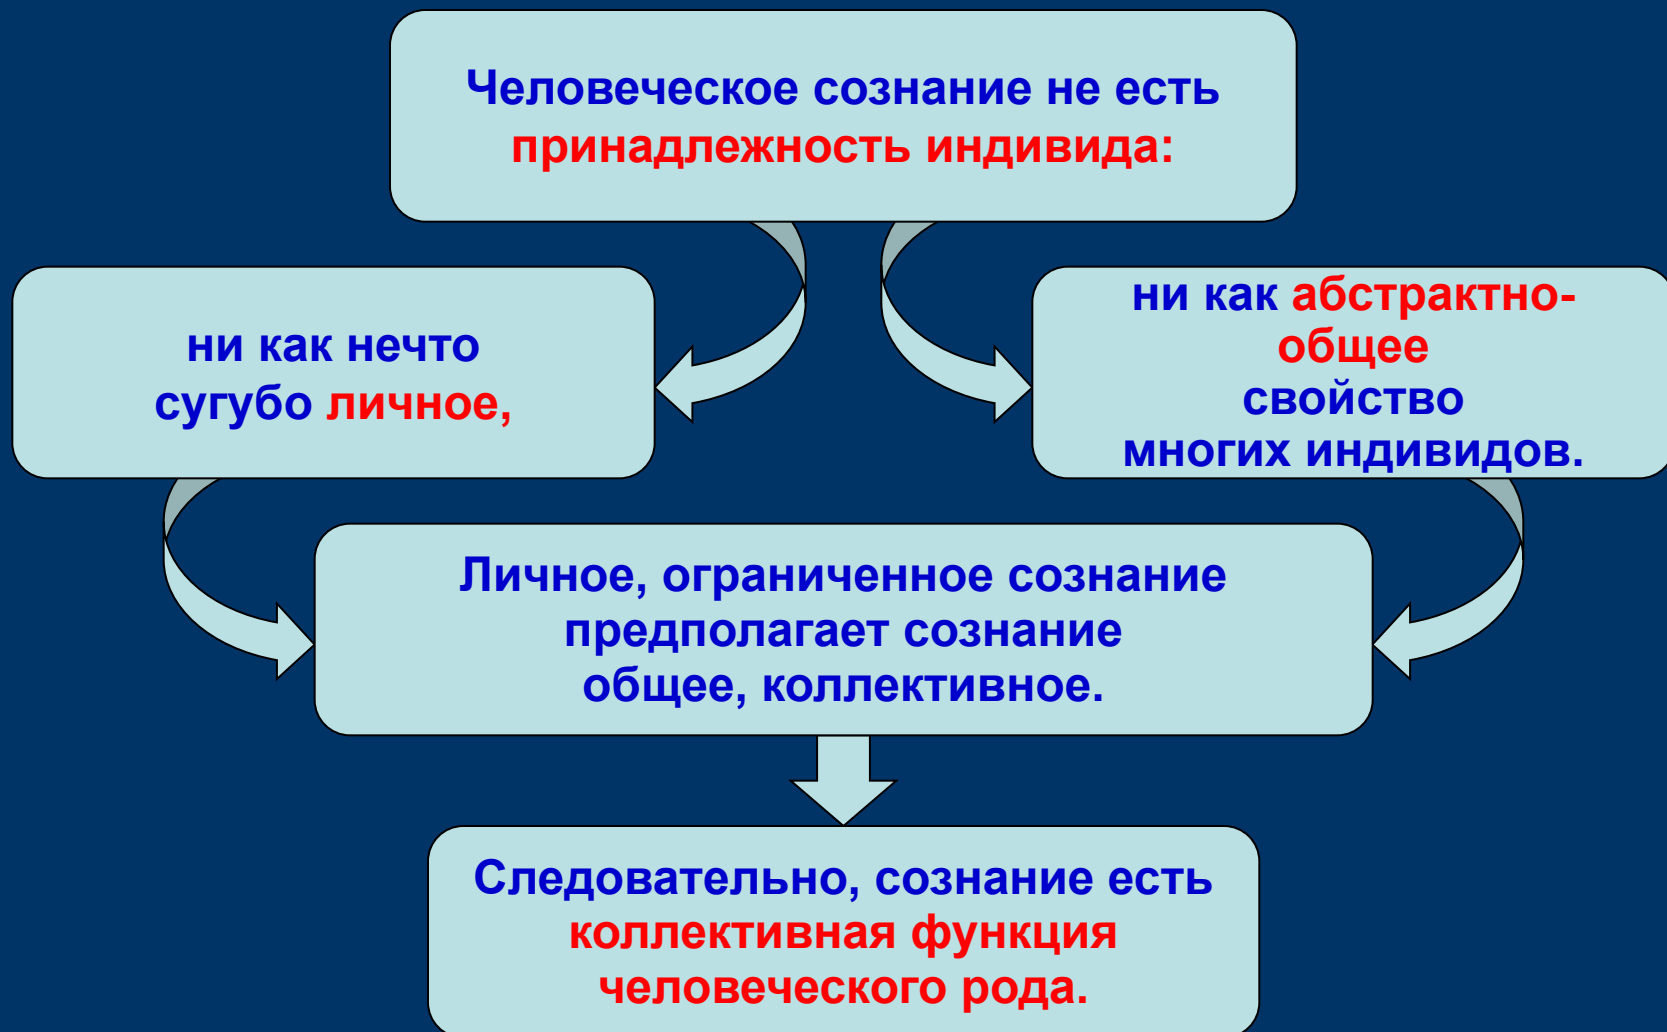 Человеческое сознание не есть
принадлежность индивида:
ни как нечто
сугубо личное,
ни как абстрактно-
общее
свойство
многих индивидов.
Личное, ограниченное сознание
предполагает сознание
общее, коллективное.
Следовательно, сознание есть
коллективная функция
человеческого рода.